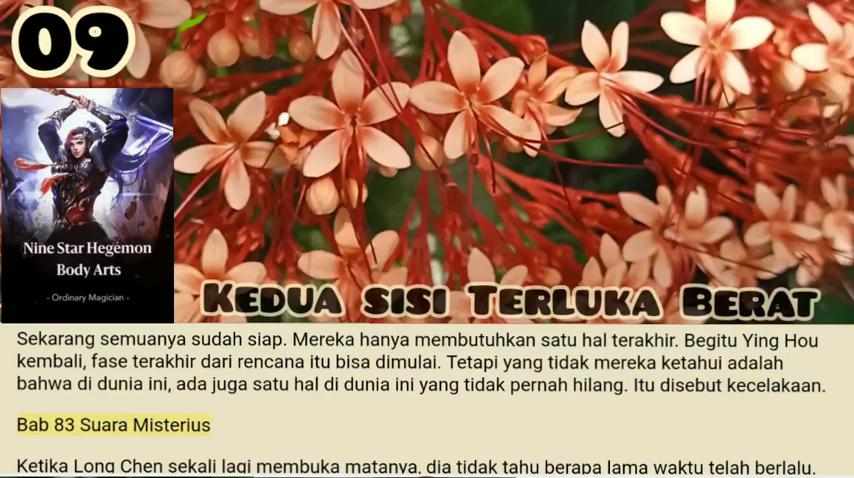 09
Nine Star Hegemon
Body Arts
- Ordinary Magician -
KEDUA SISI TERLUKA BERAT
Sekarang semuanya sudah siap. Mereka hanya membutuhkan satu hal terakhir. Begitu Ying Hou
kembali, fase terakhir dari rencana itu bisa dimulai. Tetapi yang tidak mereka ketahui adalah
bahwa di dunia ini, ada juga satu hal di dunia ini yang tidak pernah hilang. Itu disebut kecelakaan.
Bab 83 Suara Misterius
Ketika Long Chen sekali lagi membuka matanya, dia tidak tahu berapa lama waktu telah berlalu.